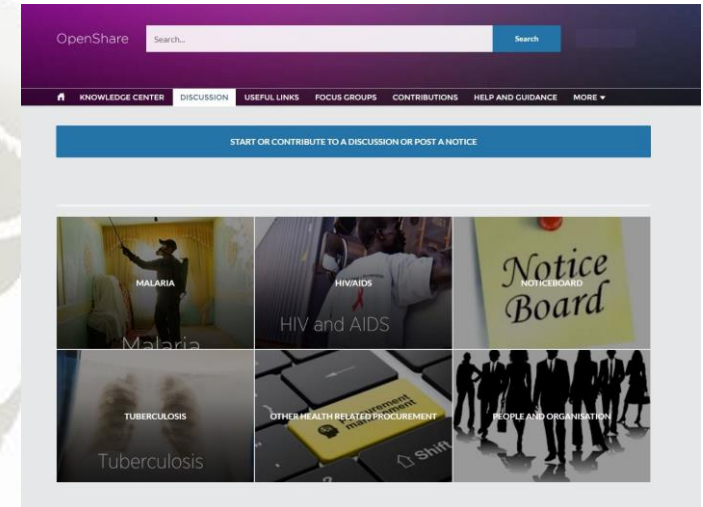 OpenShare
Search...
Search
KNOWLEDGE CENTER DISCUSSION USEFUL LINKS FOCUS GROUPS CONTRIBUTIONS HELP AND GUIDANCE MORE
START OR CONTRIBUTE TO A DISCUSSION OR POST A NOTICE
MALARIA
Malaria
HIV/AIDS
HIV and AIDS
Notice
NOTICEBOARD
Board
TUBERCULOSIS
Tuberculosis
OTHER HEALTH RELATED PROCUREMENT
procurement
management
Shift
PEOPLE AND ORGANISATION